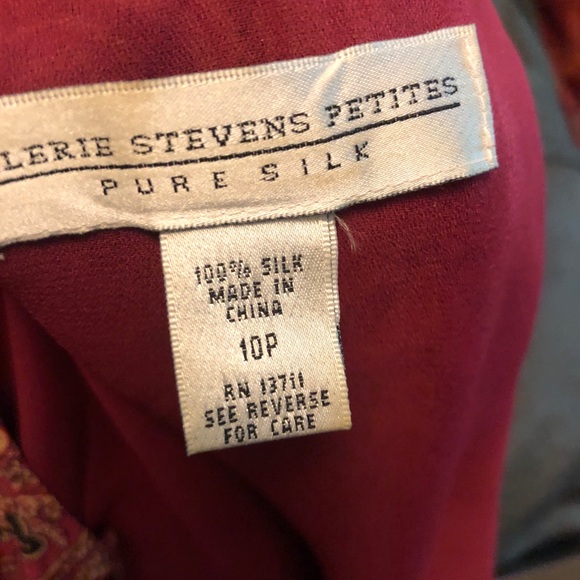 LERIE STEVENS PETITES
PURE SILK
100% SILK
MADE IN
CHINA
10P
RN 13711
SEE REVERSE
FOR CARE